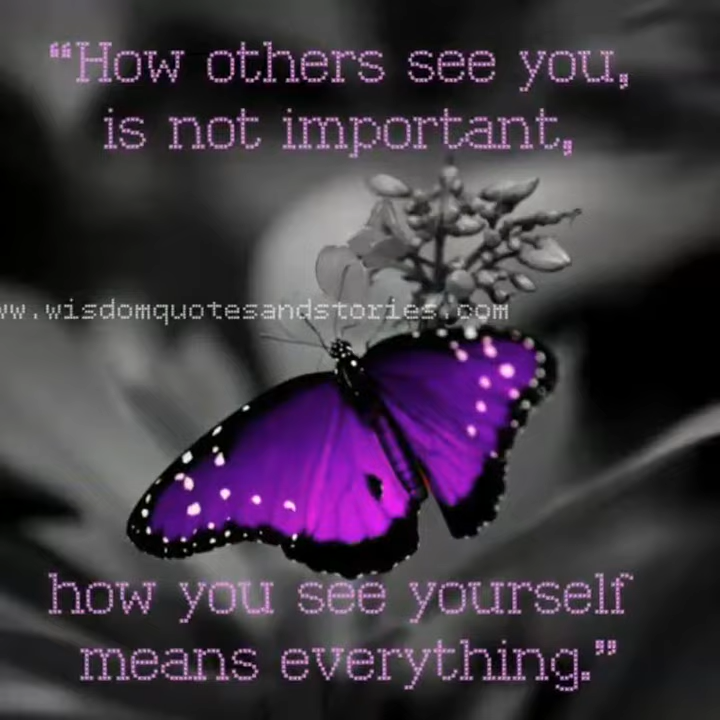 “How others see you,
is not important,
ww.wisdomquotesandstories.com
how you see yourself
means everything.”